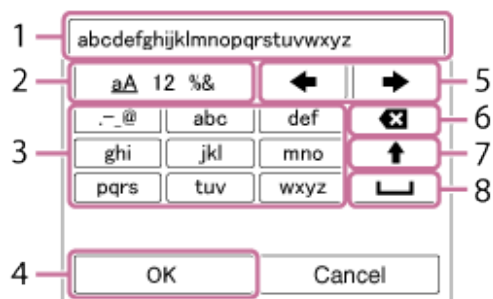 1 abcdefghijklmnopqrstuvwxyz
2 aA 12 %& 5
.-_@ abc def 6
3 ghi jkl mno 7
pqrs tuv wxyz 8
4 OK Cancel